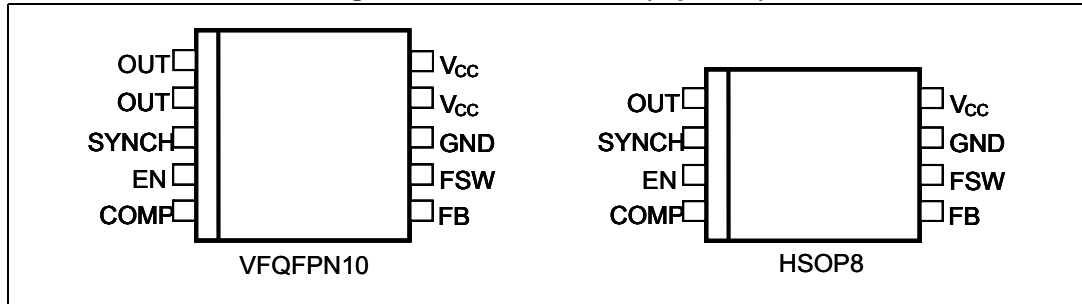 OUT
OUT
SYNCH
EN
COMP
VCC
VCC
GND
FSW
FB
VFQFPN10
OUT
SYNCH
EN
COMP
VCC
GND
FSW
FB
HSOP8